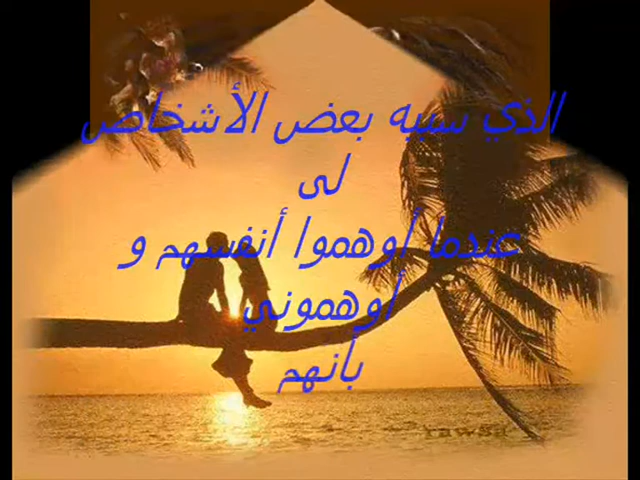 الذي سببه بعض الأشخاص
لى
عندما أوهموا أنفسهم و
أوهموني
بأنهم